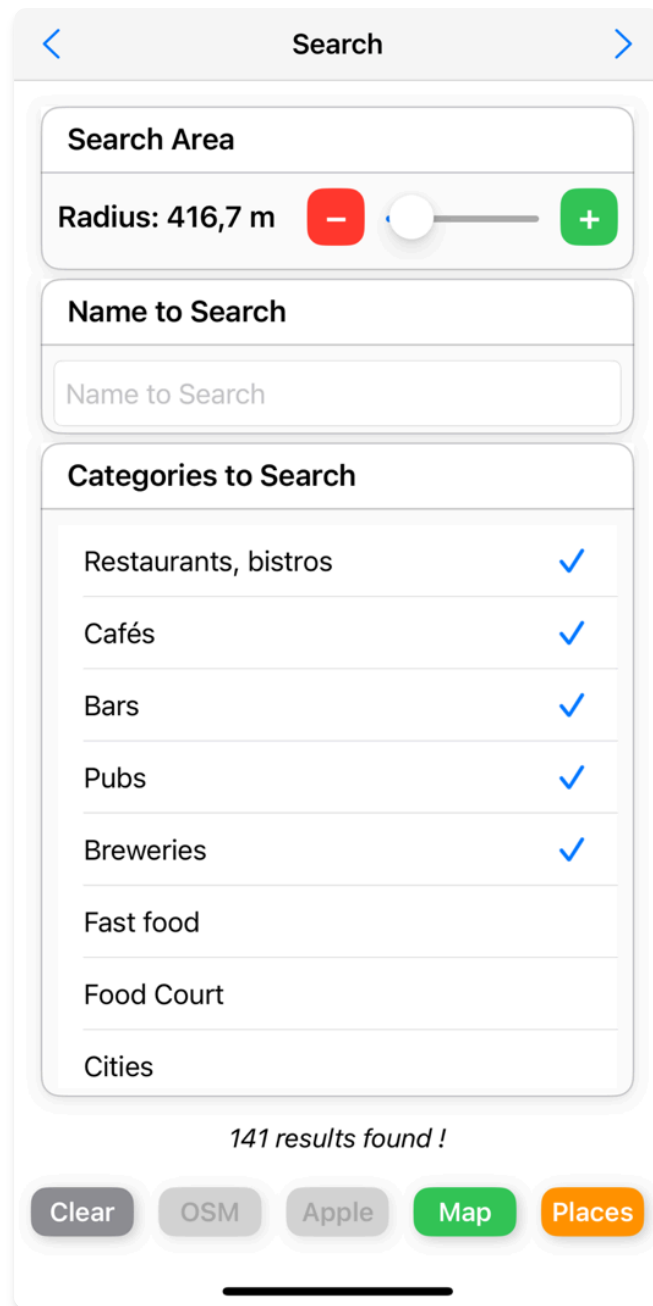 Search
Search Area
Radius: 416,7 m
Name to Search
Name to Search
Categories to Search
Restaurants, bistros
Cafés
Bars
Pubs
Breweries
Fast food
Food Court
Cities
141 results found !
Clear OSM Apple Map Places